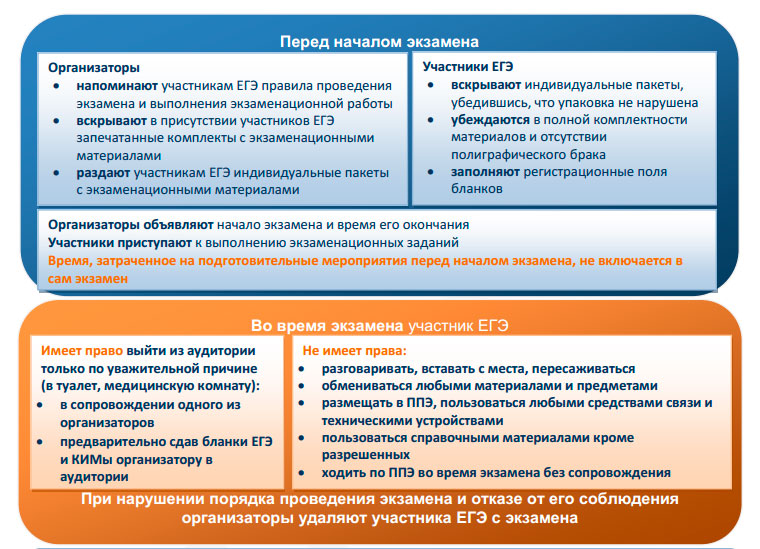 Перед началом экзамена
Организаторы
• напоминают участникам ЕГЭ правила проведения
экзамена и выполнения экзаменационной работы
• вскрывают в присутствии участников ЕГЭ
запечатанные комплекты с экзаменационными
материалами
• раздают участникам ЕГЭ индивидуальные пакеты
с экзаменационными материалами
Участники ЕГЭ
• вскрывают индивидуальные пакеты,
убедившись, что упаковка не нарушена
• убеждаются в полной комплектности
материалов и отсутствии
полиграфического брака
• заполняют регистрационные поля
бланков
Организаторы объявляют начало экзамена и время его окончания
Участники приступают к выполнению экзаменационных заданий
Время, затраченное на подготовительные мероприятия перед началом экзамена, не включается в
сам экзамен
Во время экзамена участник ЕГЭ
Имеет право выйти из аудитории
только по уважительной причине
(в туалет, медицинскую комнату):
• в сопровождении одного из
организаторов
• предварительно сдав бланки ЕГЭ
и КИМы организатору в
аудитории
Не имеет права:
• разговаривать, вставать с места, пересаживаться
• обмениваться любыми материалами и предметами
• размещать в ППЭ, пользоваться любыми средствами связи и
техническими устройствами
• пользоваться справочными материалами кроме
разрешенных
• ходить по ППЭ во время экзамена без сопровождения
При нарушении порядка проведения экзамена и отказе от его соблюдения
организаторы удаляют участника ЕГЭ с экзамена